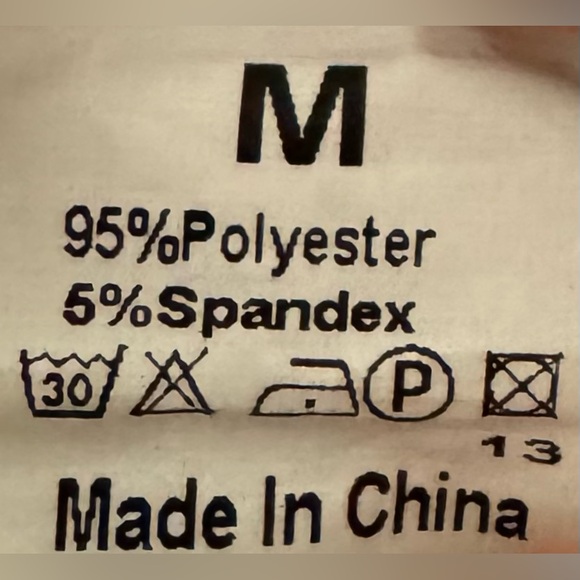 M
95%Polyester
5%Spandex
30 P
13
Made In China